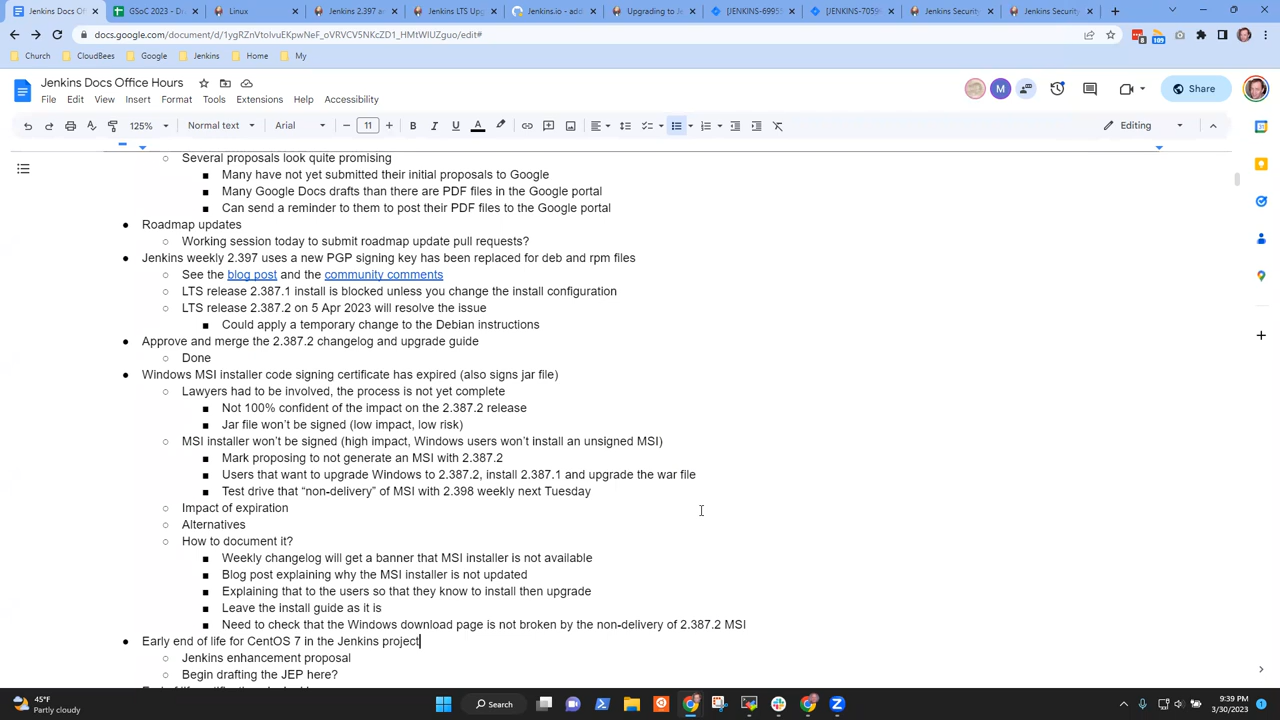 Jenkins Docs Of
GSOC 2023 - Dr
Linux
Jenkins 2.397 an
Jenkins LTS Upg
Jenkins.io - add
Upgrading to Je
[JENKINS-6995
[JENKINS-7059
Jenkins Security
Jenkins Security
docs.google.com/document/d/1ygRZnVtoIvuEKpwNeF_oVRVCV5NKcZD1_HMtWlUZguo/edit#
Church
CloudBees
Google
Jenkins
Home
My
Jenkins Docs Office Hours
File Edit View Insert Format Tools Extensions Help Accessibility
M
Share
125% Normal text Arial 11 B I U A Editing
○ Several proposals look quite promising
■ Many have not yet submitted their initial proposals to Google
■ Many Google Docs drafts than there are PDF files in the Google portal
■ Can send a reminder to them to post their PDF files to the Google portal
● Roadmap updates
○ Working session today to submit roadmap update pull requests?
● Jenkins weekly 2.397 uses a new PGP signing key has been replaced for deb and rpm files
○ See the blog post and the community comments
○ LTS release 2.387.1 install is blocked unless you change the install configuration
○ LTS release 2.387.2 on 5 Apr 2023 will resolve the issue
■ Could apply a temporary change to the Debian instructions
● Approve and merge the 2.387.2 changelog and upgrade guide
○ Done
● Windows MSI installer code signing certificate has expired (also signs jar file)
○ Lawyers had to be involved, the process is not yet complete
■ Not 100% confident of the impact on the 2.387.2 release
■ Jar file won't be signed (low impact, low risk)
○ MSI installer won't be signed (high impact, Windows users won't install an unsigned MSI)
■ Mark proposing to not generate an MSI with 2.387.2
■ Users that want to upgrade Windows to 2.387.2, install 2.387.1 and upgrade the war file
■ Test drive that “non-delivery” of MSI with 2.398 weekly next Tuesday
○ Impact of expiration
○ Alternatives
○ How to document it?
■ Weekly changelog will get a banner that MSI installer is not available
■ Blog post explaining why the MSI installer is not updated
■ Explaining that to the users so that they know to install then upgrade
■ Leave the install guide as it is
■ Need to check that the Windows download page is not broken by the non-delivery of 2.387.2 MSI
● Early end of life for CentOS 7 in the Jenkins project
○ Jenkins enhancement proposal
○ Begin drafting the JEP here?
45°F
Partly cloudy
Search
9:39 PM
3/30/2023